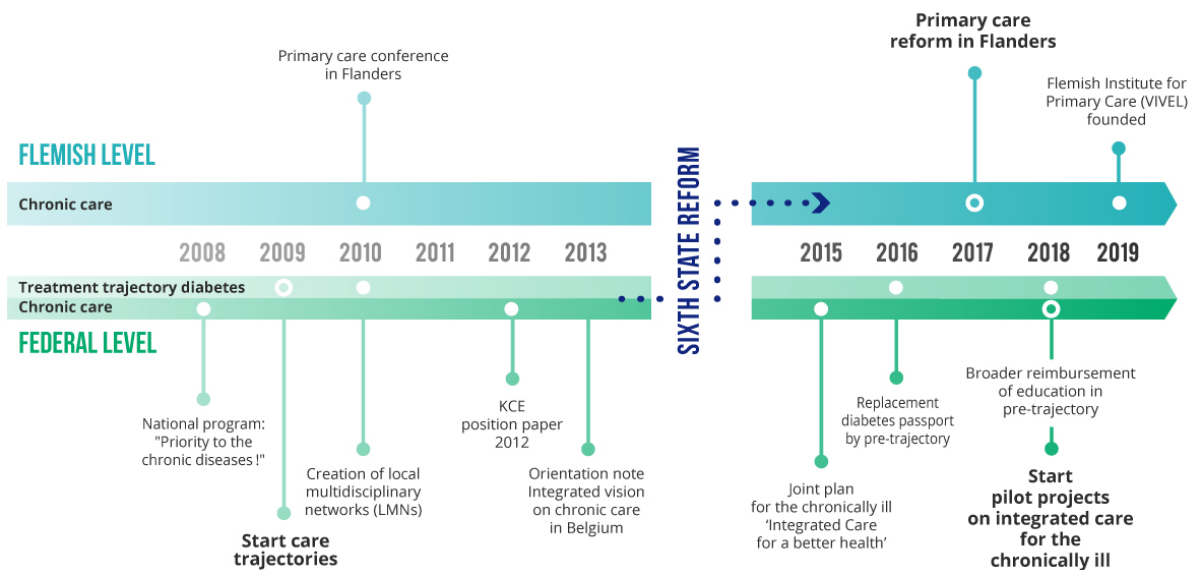 Primary care
reform in Flanders
Primary care conference
in Flanders
Flemish Institute for
Primary Care (VIVEL)
founded
FLEMISH LEVEL
Chronic care
SIXTH STATE REFORM
2008 2009 2010 2011 2012 2013 2015 2016 2017 2018 2019
Treatment trajectory diabetes
Chronic care
FEDERAL LEVEL
National program:
"Priority to the
chronic diseases !"
Start care
trajectories
Creation of local
multidisciplinary
networks (LMNs)
KCE
position paper
2012
Orientation note
Integrated vision
on chronic care
in Belgium
Joint plan
for the chronically ill
‘Integrated Care
for a better health’
Replacement
diabetes passport
by pre-trajectory
Broader reimbursement
of education in
pre-trajectory
Start
pilot projects
on integrated care
for the
chronically ill